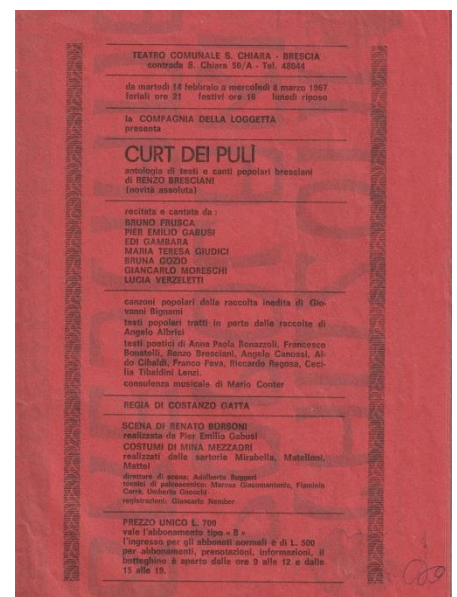 TEATRO COMUNALE S. CHIARA - BRESCIA
contrada S. Chiara 50/A - Tel. 48044
da martedì 14 febbraio a mercoledì 8 marzo 1967
feriali ore 21 festivi ore 16 lunedì riposo
la COMPAGNIA DELLA LOGGETTA
presenta
CURT DEI PULÌ
antologia di testi e canti popolari bresciani
di RENZO BRESCIANI
(novità assoluta)
recitata e cantata da :
BRUNO FRUSCA
PIER EMILIO GABUSI
EDI GAMBARA
MARIA TERESA GIUDICI
BRUNA GOZIO
GIANCARLO MORESCHI
LUCIA VERZELETTI
canzoni popolari dalla raccolta inedita di Gio-
vanni Bignami
testi popolari tratti in parte dalle raccolte di
Angelo Albrici
testi poetici di Anna Paola Bonazzoli, Francesco
Bonatelli, Renzo Bresciani, Angelo Canossi, Al-
do Cibaldi, Franco Fava, Riccardo Regosa, Ceci-
lia Tibaldini Lenzi.
consulenza musicale di Mario Conter
REGIA DI COSTANZO GATTA
SCENA DI RENATO BORSONI
realizzata da Pier Emilio Gabusi
COSTUMI DI MINA MEZZADRI
realizzati dalle sartorie Mirabella, Matelloni,
Mattei
direttore di scena: Adalberto Ruggeri
tecnici di palcoscenico: Marosa Giacomantonio, Flaminio
Carrè, Umberto Gnocchi
registrazioni: Giancarlo Nember
PREZZO UNICO L. 700
vale l'abbonamento tipo « B »
l'ingresso per gli abbonati normali è di L. 500
per abbonamenti, prenotazioni, informazioni, il
botteghino è aperto dalle ore 9 alle 12 e dalle
15 alle 19.